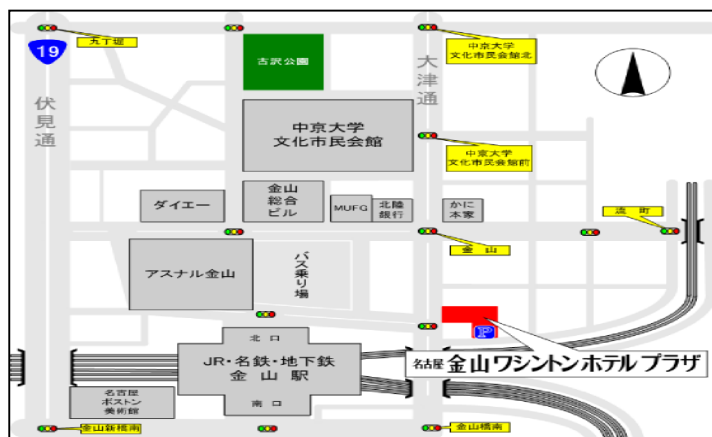 九丁堀
19
伏見通
古沢公園
大津通
中京大学
文化市民会館北
中京大学
文化市民会館
中京大学
文化市民会館前
ダイエー
金山
総合
ビル
MUFG
北陸
銀行
かに
本家
流町
金山
アスナル金山
バス乗り場
北口
JR・名鉄・地下鉄
金山駅
南口
P
名古屋 金山ワシントンホテルプラザ
名古屋
ボストン
美術館
金山新橋南
金山橋南